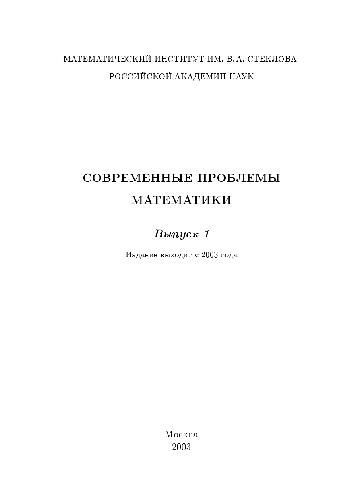 МАТЕМАТИЧЕСКИЙ ИНСТИТУТ ИМ. В. А. СТЕКЛОВА
РОССИЙСКОЙ АКАДЕМИИ НАУК
СОВРЕМЕННЫЕ ПРОБЛЕМЫ
МАТЕМАТИКИ
Выпуск 1
Издание выходит с 2003 года
Москва
2003